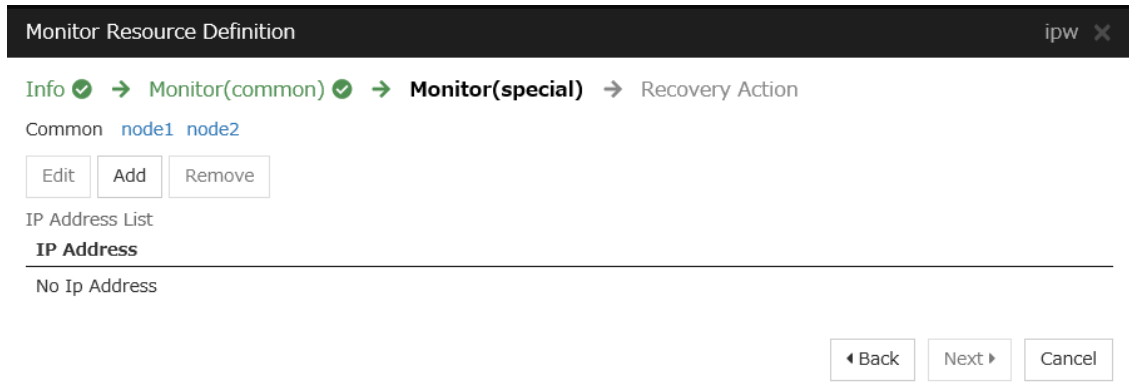 Monitor Resource Definition ipw
Info Monitor(common) Monitor(special) Recovery Action
Common node1 node2
Edit Add Remove
IP Address List
IP Address
No Ip Address
Back Next Cancel